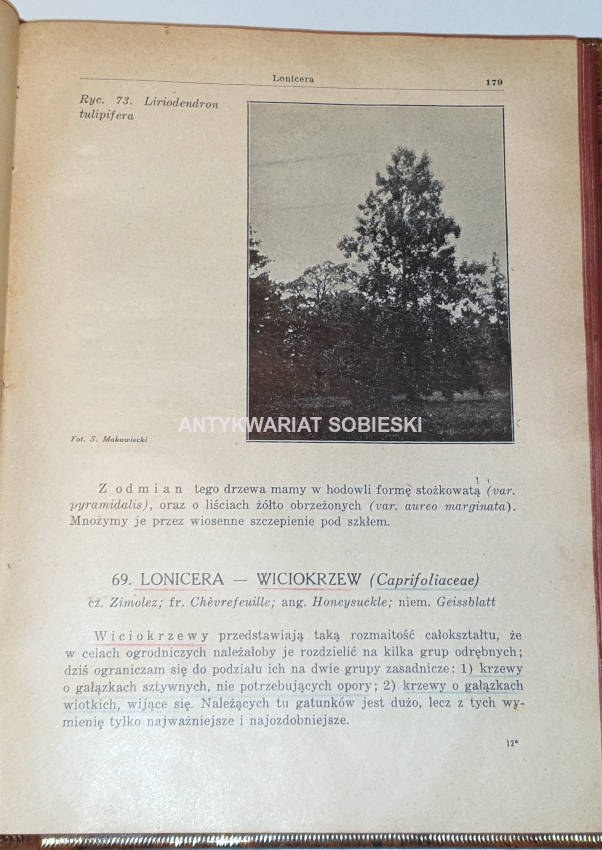 Lonicera 179
Ryc. 73. Liriodendron
tulipifera
ANTYKWARIAT SOBIESKI
Fot. S. Makowiecki
Z odmian tego drzewa mamy w hodowli formę stożkowatą (var.
pyramidalis), oraz o liściach żółto obrzeżonych (var. aureo marginata).
Mnożymy je przez wiosenne szczepienie pod szkłem.
69. LONICERA — WICIOKRZEW (Caprifoliaceae)
cz. Zimolez; fr. Chèvrefeuille; ang. Honeysuckle; niem. Geissblatt
Wiciokrzewy przedstawiają taką rozmaitość całokształtu, że
w celach ogrodniczych należałoby je rozdzielić na kilka grup odrębnych;
dziś ograniczam się do podziału ich na dwie grupy zasadnicze: 1) krzewy
o gałązkach sztywnych, nie potrzebujących opory; 2) krzewy o gałązkach
wiotkich, wijące się. Należących tu gatunków jest dużo, lecz z tych wy-
mienię tylko najważniejsze i najozdobniejsze.
12*